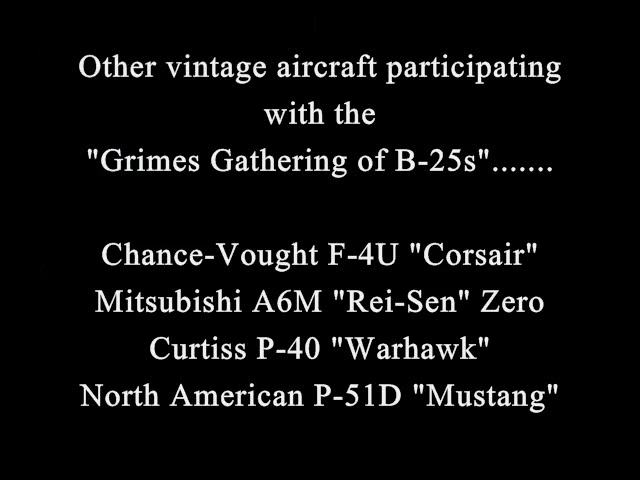 Other vintage aircraft participating
with the
"Grimes Gathering of B-25s".......
Chance-Vought F-4U "Corsair"
Mitsubishi A6M "Rei-Sen" Zero
Curtiss P-40 "Warhawk"
North American P-51D "Mustang"